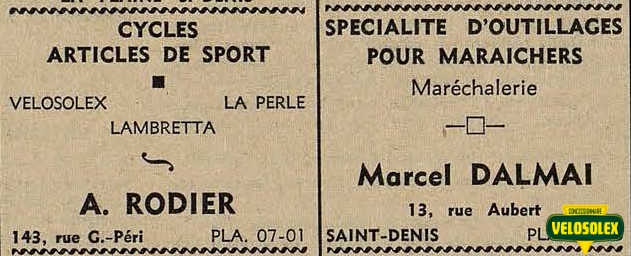 CYCLES
ARTICLES DE SPORT
VELOSOLEX LA PERLE
LAMBRETTA
A. RODIER
143, rue G.-Péri PLA. 07-01
SPECIALITE D'OUTILLAGES
POUR MARAICHERS
Maréchalerie
Marcel DALMAI
13, rue Aubert
SAINT-DENIS
CONCESSIONNAIRE
VELOSOLEX